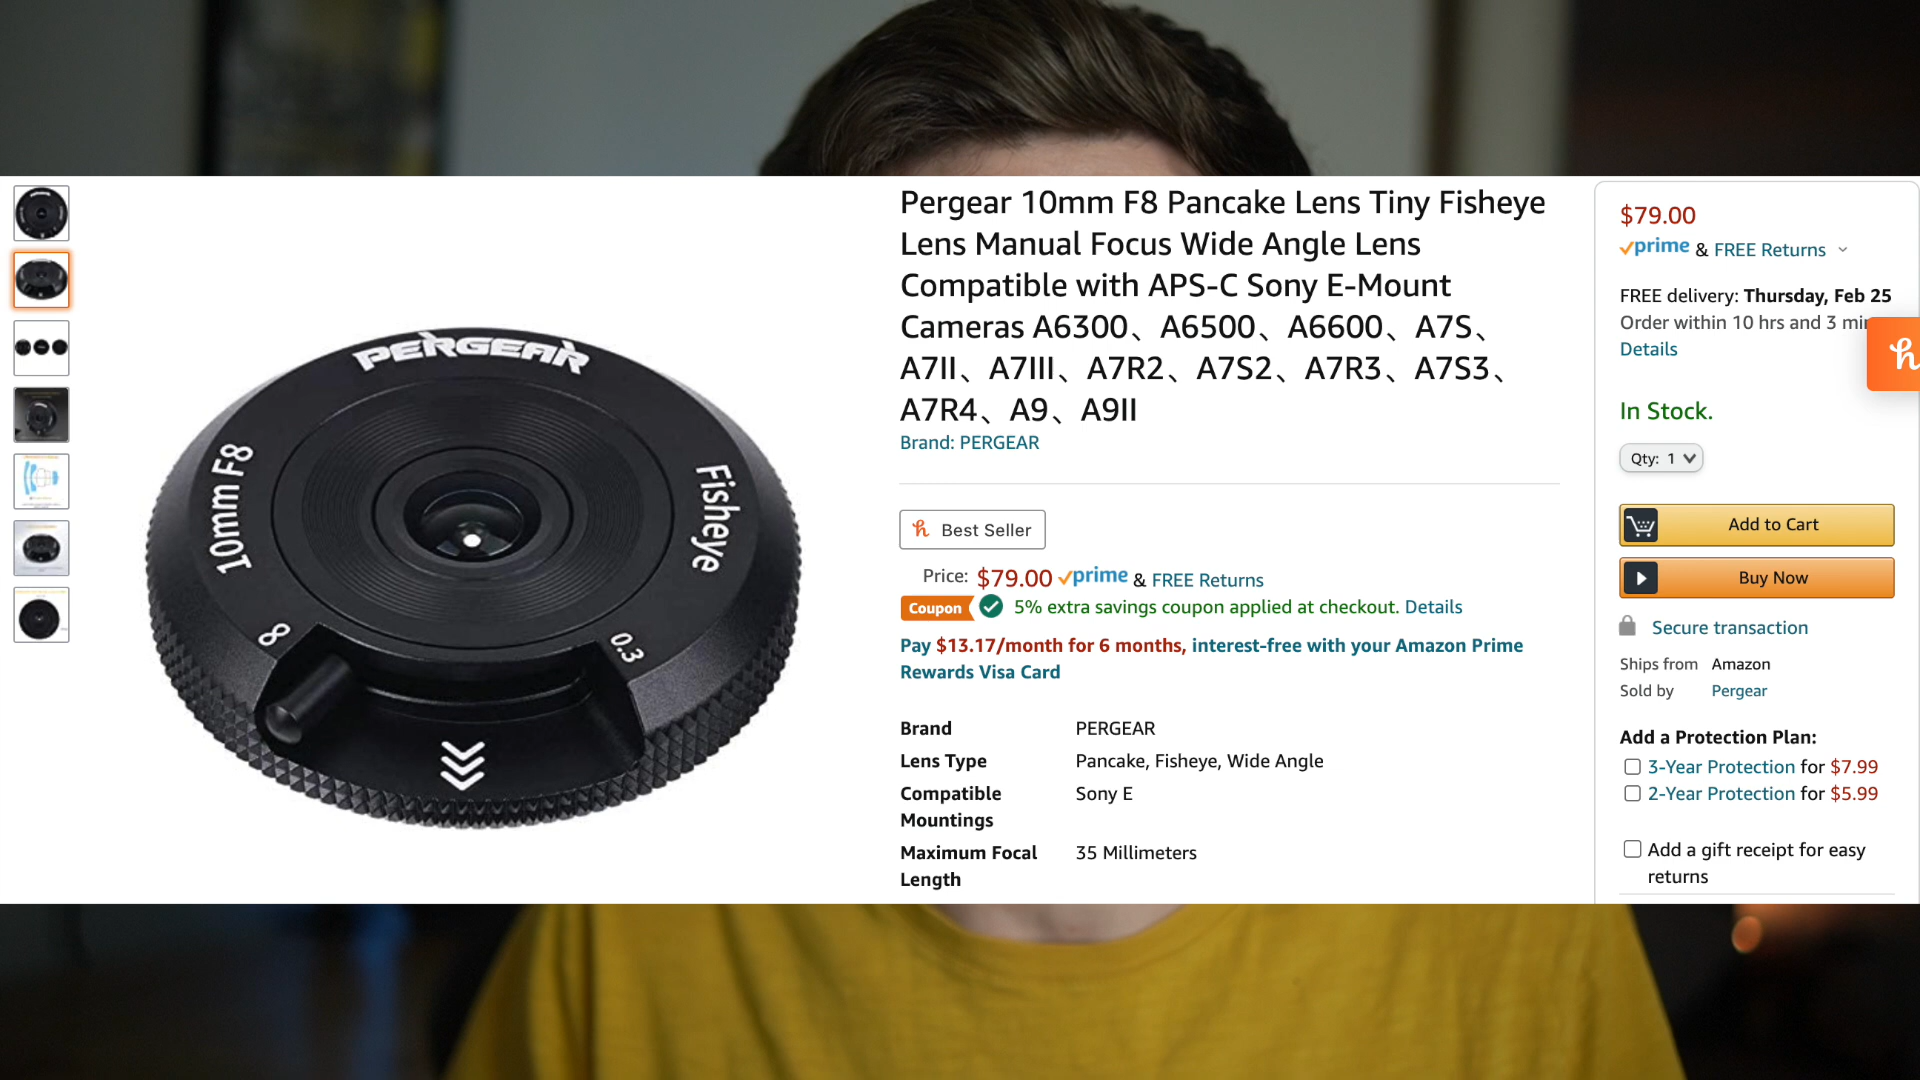 PERGEAR
10mm F8
Fisheye
∞
0.3
Pergear 10mm F8 Pancake Lens Tiny Fisheye
Lens Manual Focus Wide Angle Lens
Compatible with APS-C Sony E-Mount
Cameras A6300、A6500、A6600、A7S、
A7II、A7III、A7R2、A7S2、A7R3、A7S3、
A7R4、A9、A9II
Brand: PERGEAR
Best Seller
Price: $79.00 prime & FREE Returns
Coupon 5% extra savings coupon applied at checkout. Details
Pay $13.17/month for 6 months, interest-free with your Amazon Prime
Rewards Visa Card
Brand PERGEAR
Lens Type Pancake, Fisheye, Wide Angle
Compatible Sony E
Mountings
Maximum Focal 35 Millimeters
Length
$79.00
prime & FREE Returns
FREE delivery: Thursday, Feb 25
Order within 10 hrs and 3
Details
In Stock.
Qty: 1
Add to Cart
Buy Now
Secure transaction
Ships from Amazon
Sold by Pergear
Add a Protection Plan:
3-Year Protection for $7.99
2-Year Protection for $5.99
Add a gift receipt for easy
returns